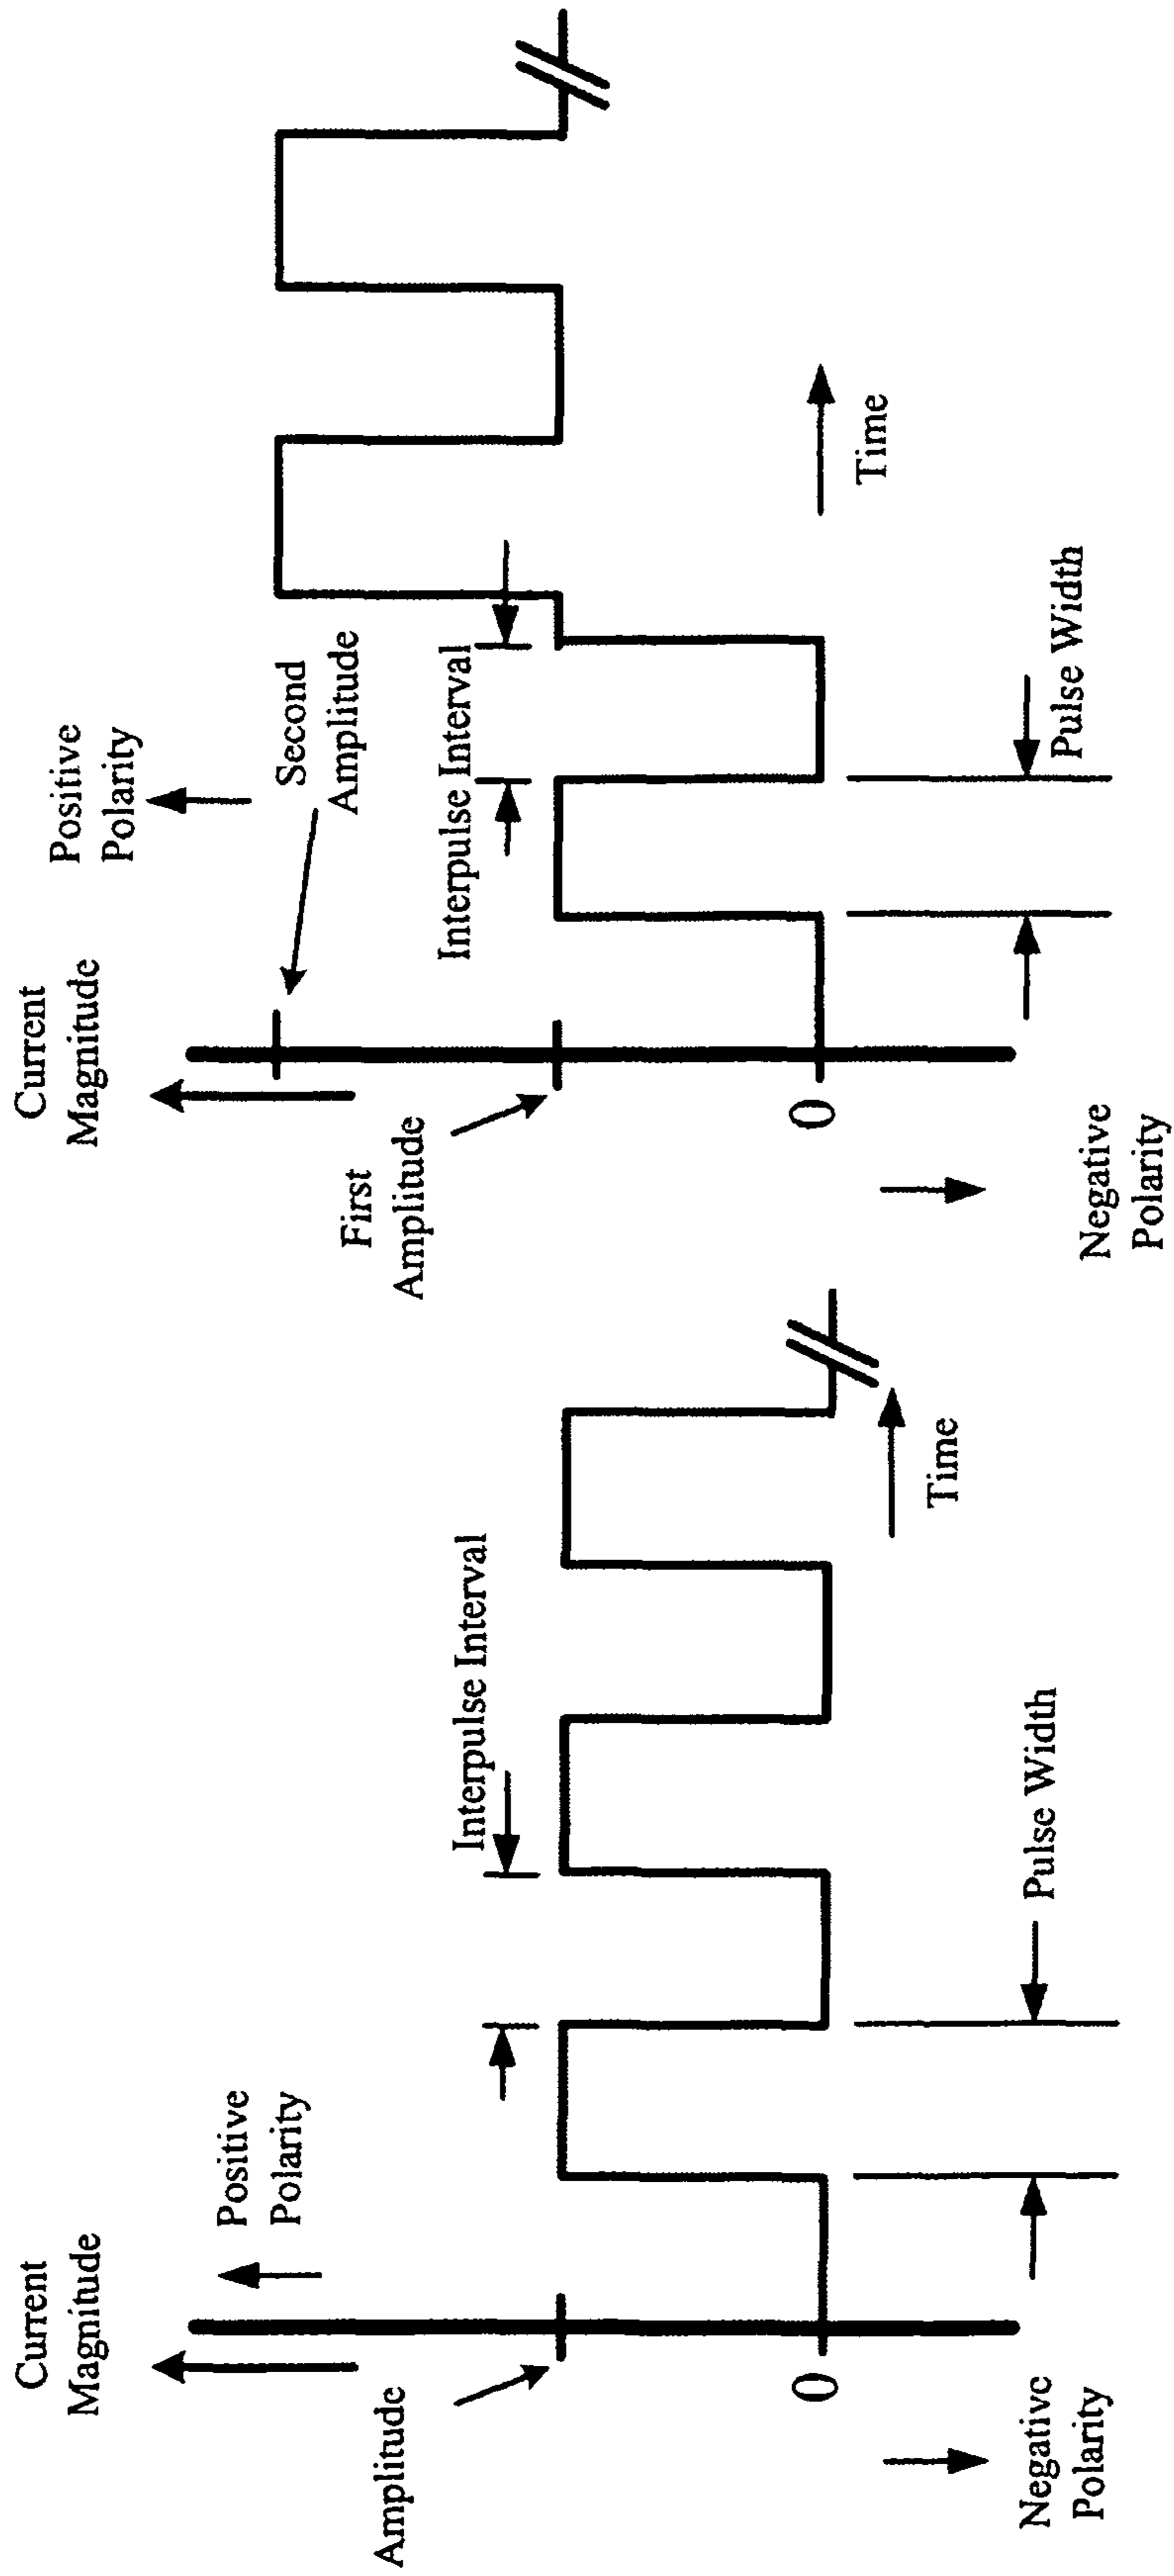 Current
Magnitude
Positive
Polarity
Amplitude
Interpulse Interval
0
Time
Negative
Polarity
Pulse Width
Current
Magnitude
Positive
Polarity
Second
Amplitude
First
Amplitude
Interpulse Interval
0
Time
Negative
Polarity
Pulse Width